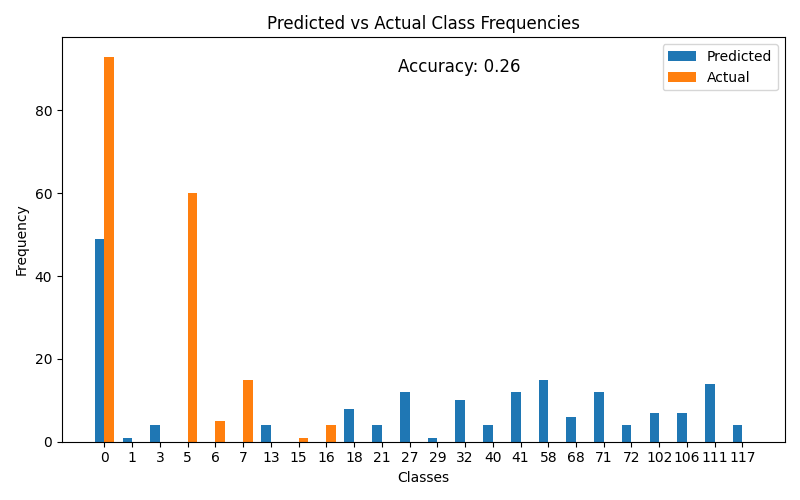 Predicted vs Actual Class Frequencies
Accuracy: 0.26
Predicted
Actual
80
60
40
20
0
Frequency
0 1 3 5 6 7 13 15 16 18 21 27 29 32 40 41 58 68 71 72 102 106 111 117
Classes